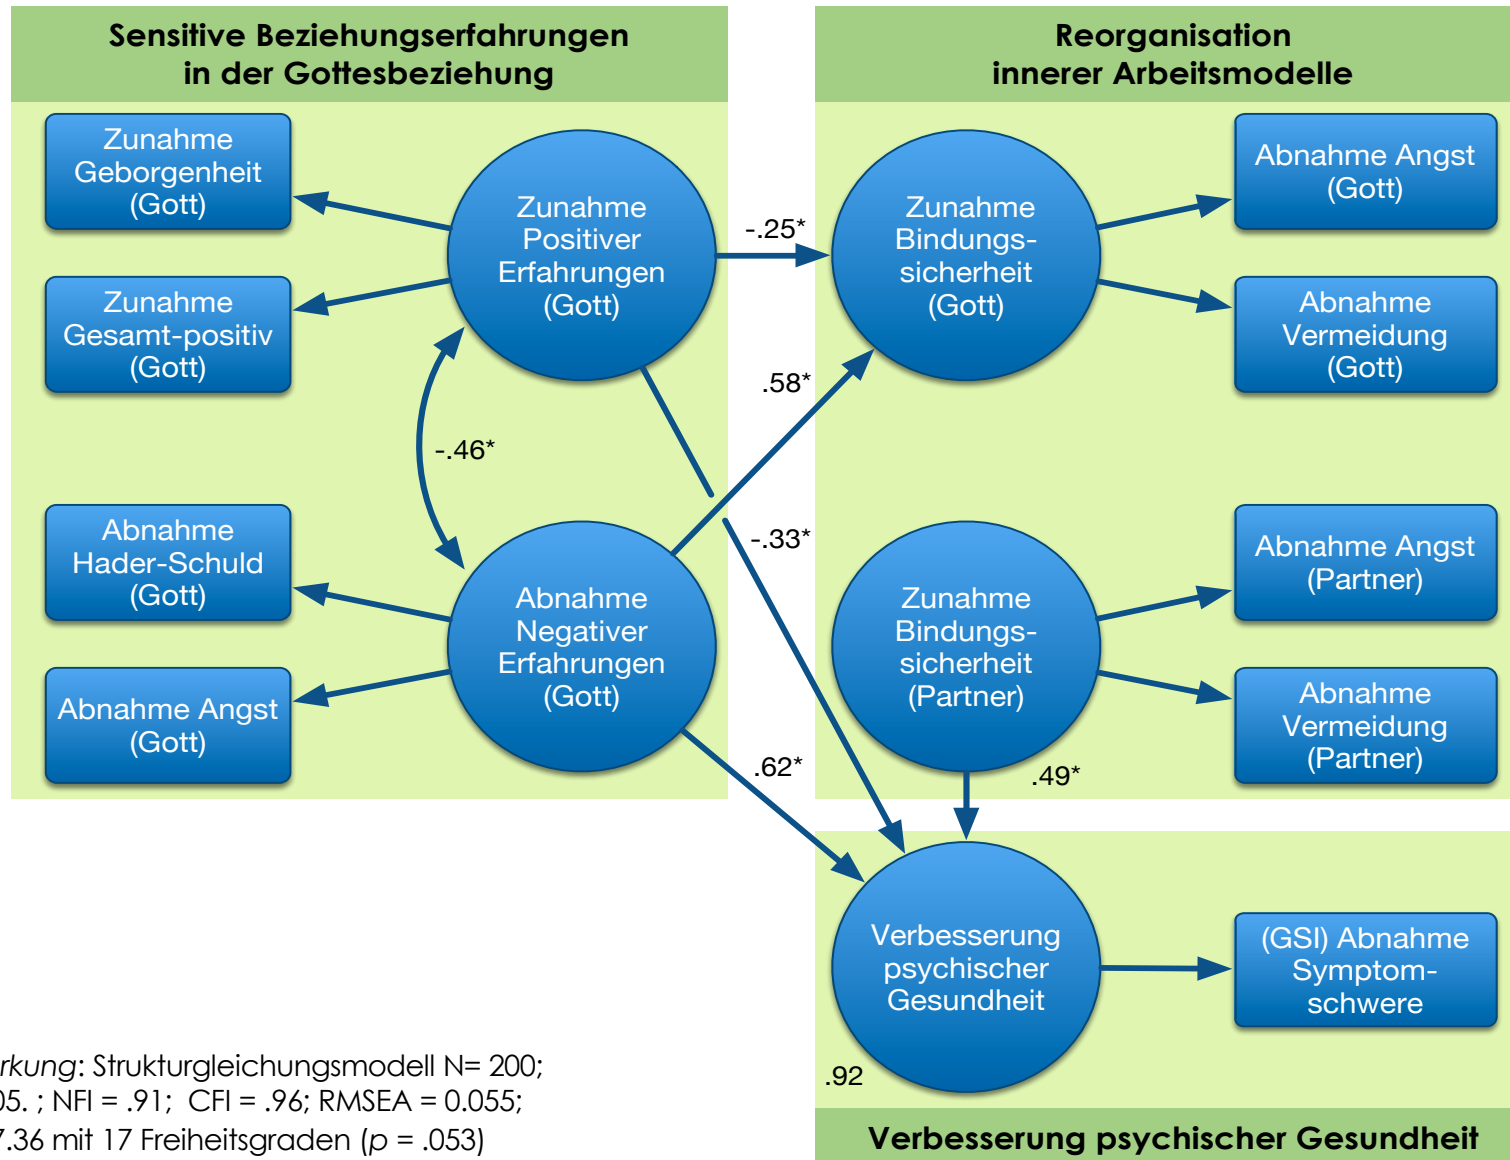 Sensitive Beziehungserfahrungen
in der Gottesbeziehung
Zunahme
Geborgenheit
(Gott)
Zunahme
Gesamt-positiv
(Gott)
Zunahme
Positiver
Erfahrungen
(Gott)
-.46*
Abnahme
Hader-Schuld
(Gott)
Abnahme Angst
(Gott)
Abnahme
Negativer
Erfahrungen
(Gott)
-.25*
.58*
-.33*
.62*
Reorganisation
innerer Arbeitsmodelle
Zunahme
Bindungs-
sicherheit
(Gott)
Abnahme Angst
(Gott)
Abnahme
Vermeidung
(Gott)
Zunahme
Bindungs-
sicherheit
(Partner)
Abnahme Angst
(Partner)
Abnahme
Vermeidung
(Partner)
.49*
Verbesserung
psychischer
Gesundheit
.92
(GSI) Abnahme
Symptom-
schwere
Verbesserung psychischer Gesundheit
rkung: Strukturgleichungsmodell N= 200;
05. ; NFI = .91; CFI = .96; RMSEA = 0.055;
7.36 mit 17 Freiheitsgraden (p = .053)